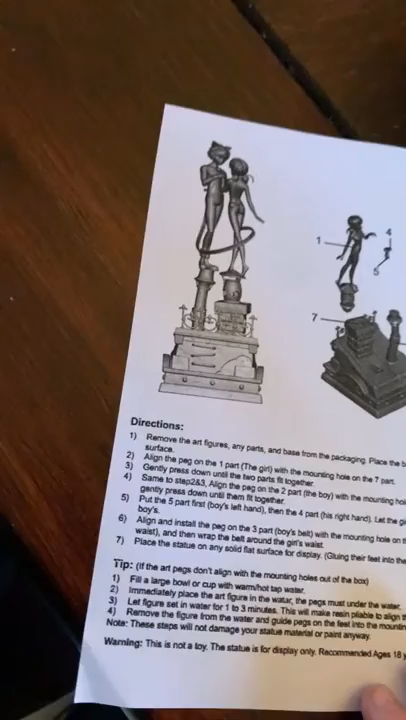 1
4
5
7
Directions:
1) Remove the art figures, any parts, and base from the packaging. Place the b
surface.
2) Align the peg on the 1 part (The girl) with the mounting hole on the 7 part.
3) Gently press down until the two parts fit together.
4) Same to step2&3, Align the peg on the 2 part (the boy) with the mounting hol
gently press down until them fit together.
5) Put the 5 part first (boy's left hand), then the 4 part (his right hand). Let the gi
boy's.
6) Align and install the peg on the 3 part (boy's belt) with the mounting hole on th
waist), and then wrap the belt around the girl's waist.
7) Place the statue on any solid flat surface for display. (Gluing their feet into the
Tip: (If the art pegs don't align with the mounting holes out of the box)
1) Fill a large bowl or cup with warm/hot tap water.
2) Immediately place the art figure in the watar, the pegs must under the water.
3) Let figure set in water for 1 to 3 minutes. This will make resin pliable to align t
4) Remove the figure from the water and guide pegs on the feet into the mountin
Note: These steps will not damage your statue material or paint anyway.
Warning: This is not a toy. The statue is for display only. Recommended Ages 18 y